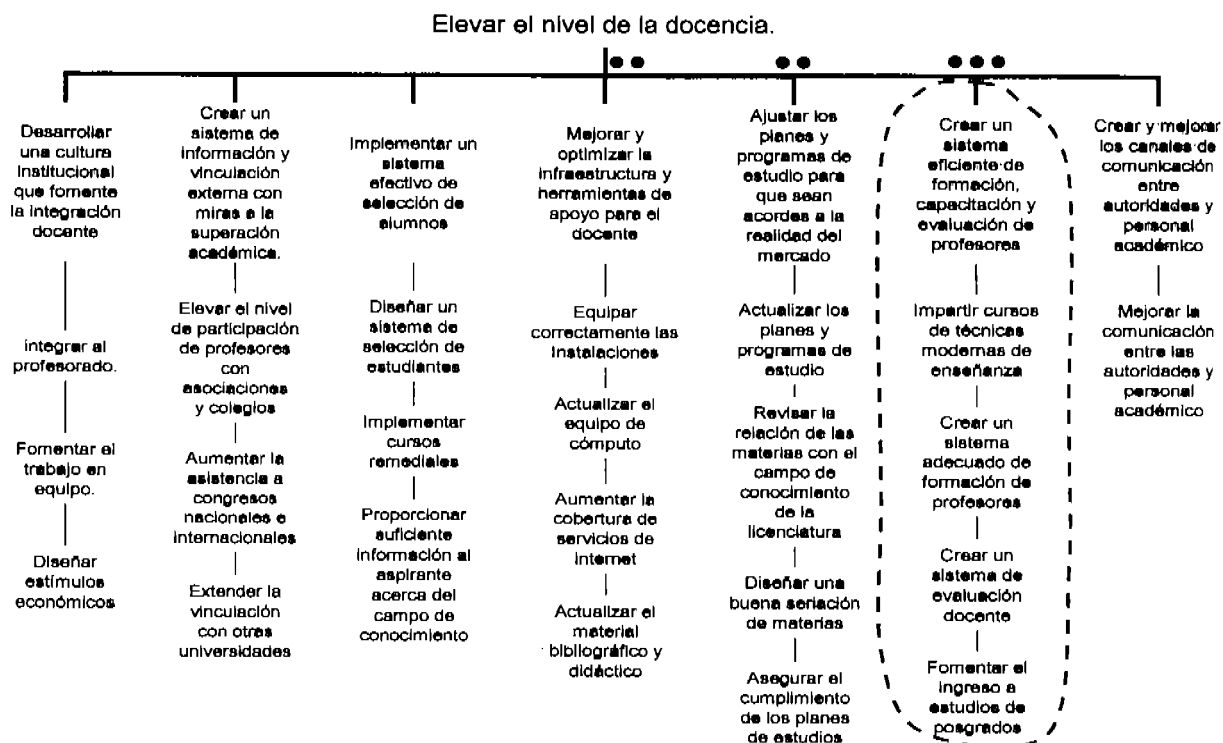 Elevar el nivel de la docencia.
Desarrollar
una cultura
institucional
que fomente
la integración
docente
integrar al
profesorado.
Fomentar el
trabajo en
equipo.
Diseñar
estímulos
económicos
Crear un
sistema de
información y
vinculación
externa con
miras a la
superación
académica.
Elevar el nivel
de participación
de profesores
con
asociaciones
y colegios
Aumentar la
asistencia a
congresos
nacionales e
internacionales
Extender la
vinculación
con otras
universidades
Implementar un
sistema
efectivo de
selección de
alumnos
Diseñar un
sistema de
selección de
estudiantes
Implementar
cursos
remediales
Proporcionar
suficiente
información al
aspirante
acerca del
campo de
conocimiento
Mejorar y
optimizar la
infraestructura y
herramientas de
apoyo para el
docente
Equipar
correctamente las
Instalaciones
Actualizar el
equipo de
cómputo
Aumentar la
cobertura de
servicios de
Internet
Actualizar el
material
bibliográfico y
didáctico
Ajustar los
planes y
programas de
estudio para
que sean
acordes a la
realidad del
mercado
Actualizar los
planes y
programas de
estudio
Revisar la
relación de las
materias con el
campo de
conocimiento
de la
licenciatura
Diseñar una
buena seriación
de materias
Asegurar el
cumplimiento
de los planes
de estudios
Crear un
sistema
eficiente de
formación,
capacitación y
evaluación de
profesores
Impartir cursos
de técnicas
modernas de
enseñanza
Crear un
sistema
adecuado de
formación de
profesores
Crear un
sistema de
evaluación
docente
Fomentar el
ingreso a
estudios de
posgrados
Crear y mejorar
los canales de
comunicación
entre
autoridades y
personal
académico
Mejorar la
comunicación
entre las
autoridades y
personal
académico